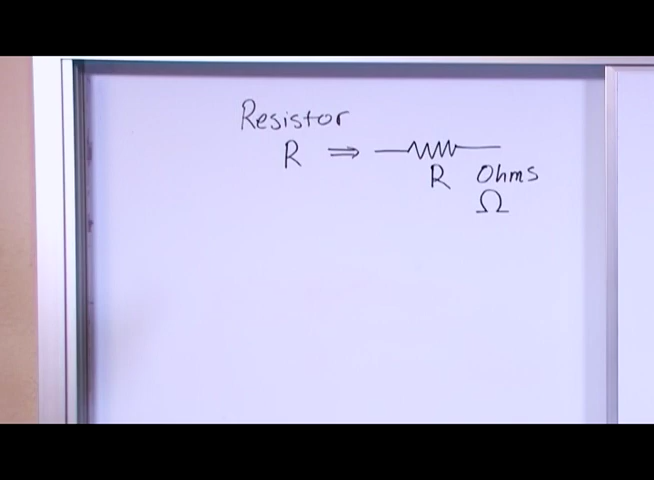 Resistor
R ⇒
R Ohms
Ω